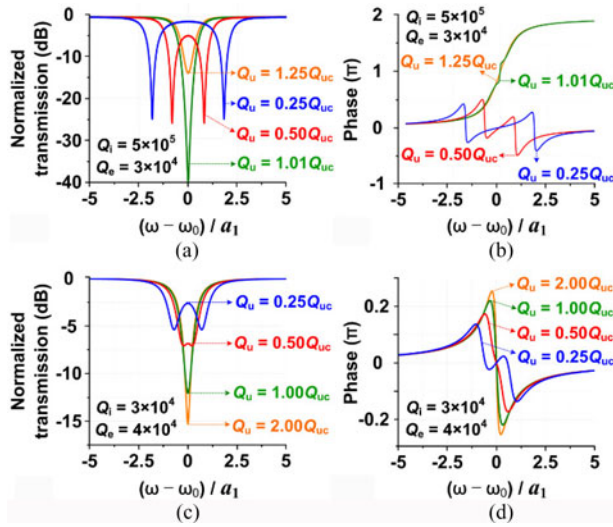 Normalized
transmission (dB)
0
-10
-20
-30
-40
Qu = 1.25Quc
Qu = 0.25Quc
Qu = 0.50Quc
Qu = 1.01Quc
Qi = 5×10⁵
Qe = 3×10⁴
-5 -2.5 0 2.5 5
(ω − ω₀) / a₁
(a)
Phase (π)
2
1
0
-1
Qi = 5×10⁵
Qe = 3×10⁴
Qu =
1.25Quc
Qu =
1.01Quc
Qu = 0.50Quc
Qu = 0.25Quc
-5 -2.5 0 2.5 5
(ω − ω₀) / a₁
(b)
Normalized
transmission (dB)
0
-5
-10
-15
Qu = 0.25Quc
Qu = 0.50Quc
Qu = 1.00Quc
Qu = 2.00Quc
Qi = 3×10⁴
Qe = 4×10⁴
-5 -2.5 0 2.5 5
(ω − ω₀) / a₁
(c)
Phase (π)
0.2
0
-0.2
Qu = 2.00Quc
Qu = 1.00Quc
Qu = 0.50Quc
Qu = 0.25Quc
Qi = 3×10⁴
Qe = 4×10⁴
-5 -2.5 0 2.5 5
(ω − ω₀) / a₁
(d)